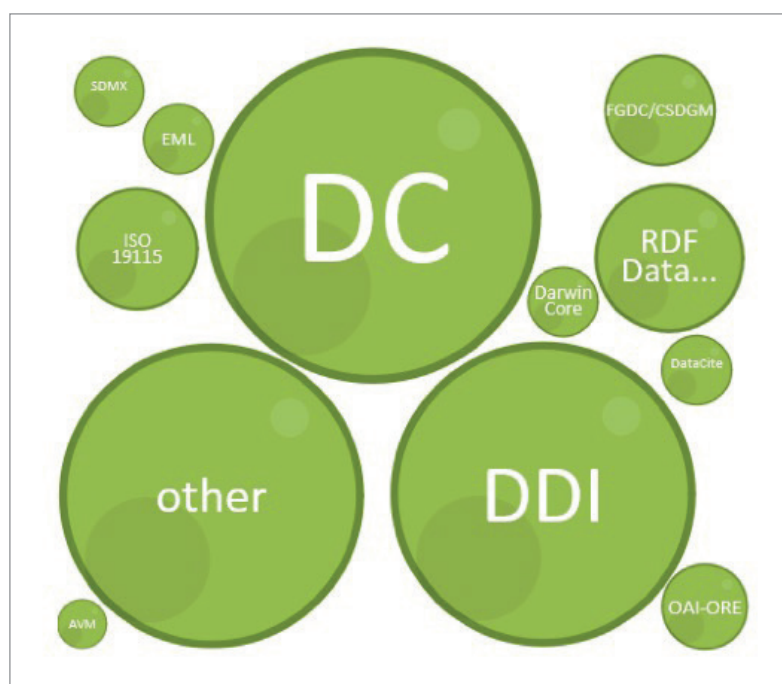 SDMX
EML
DC
FGDC/CSDGM
ISO
19115
RDF
Data...
Darwin
Core
DataCite
other
DDI
AVM
OAI-ORE